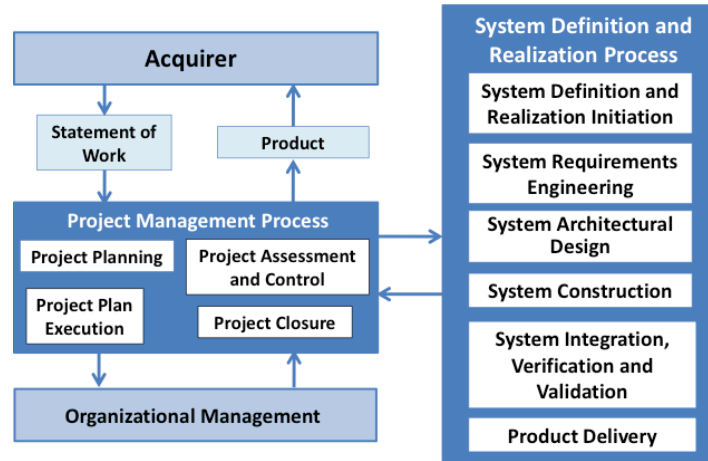 Acquirer
Statement of
Work
Product
Project Management Process
Project Planning
Project Assessment
and Control
Project Plan
Execution
Project Closure
Organizational Management
System Definition and
Realization Process
System Definition and
Realization Initiation
System Requirements
Engineering
System Architectural
Design
System Construction
System Integration,
Verification and
Validation
Product Delivery